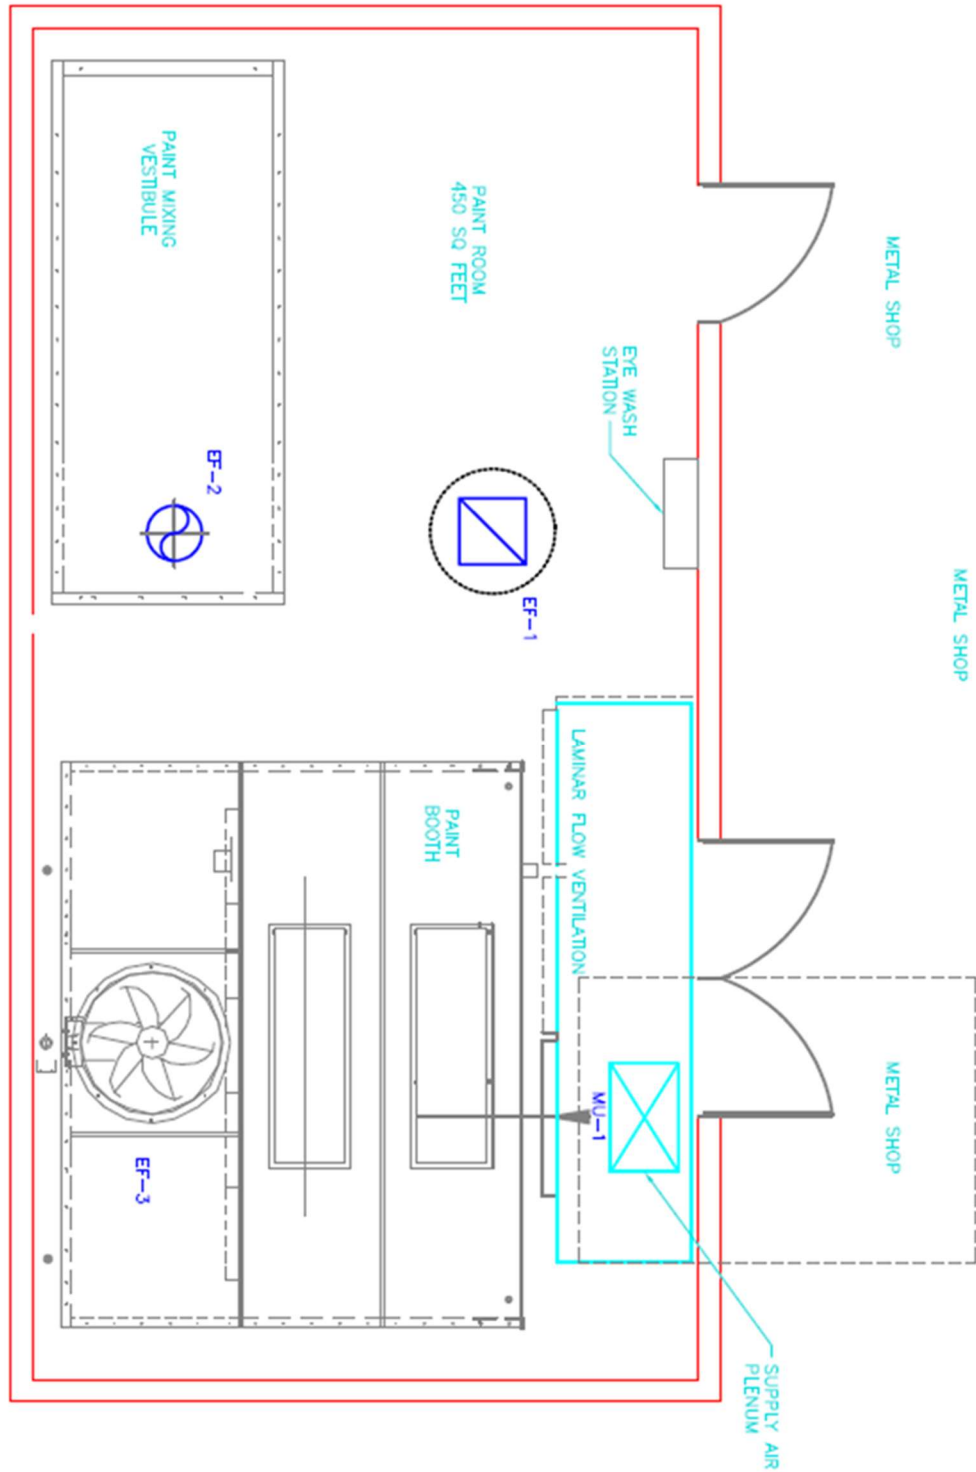 METAL SHOP
METAL SHOP
METAL SHOP
EYE WASH
STATION
PAINT ROOM
450 SQ FEET
PAINT MIXING
VESTIBULE
EF-2
EF-1
LAMINAR FLOW VENTILATION
PAINT
BOOTH
MU-1
EF-3
SUPPLY AIR
PLENUM